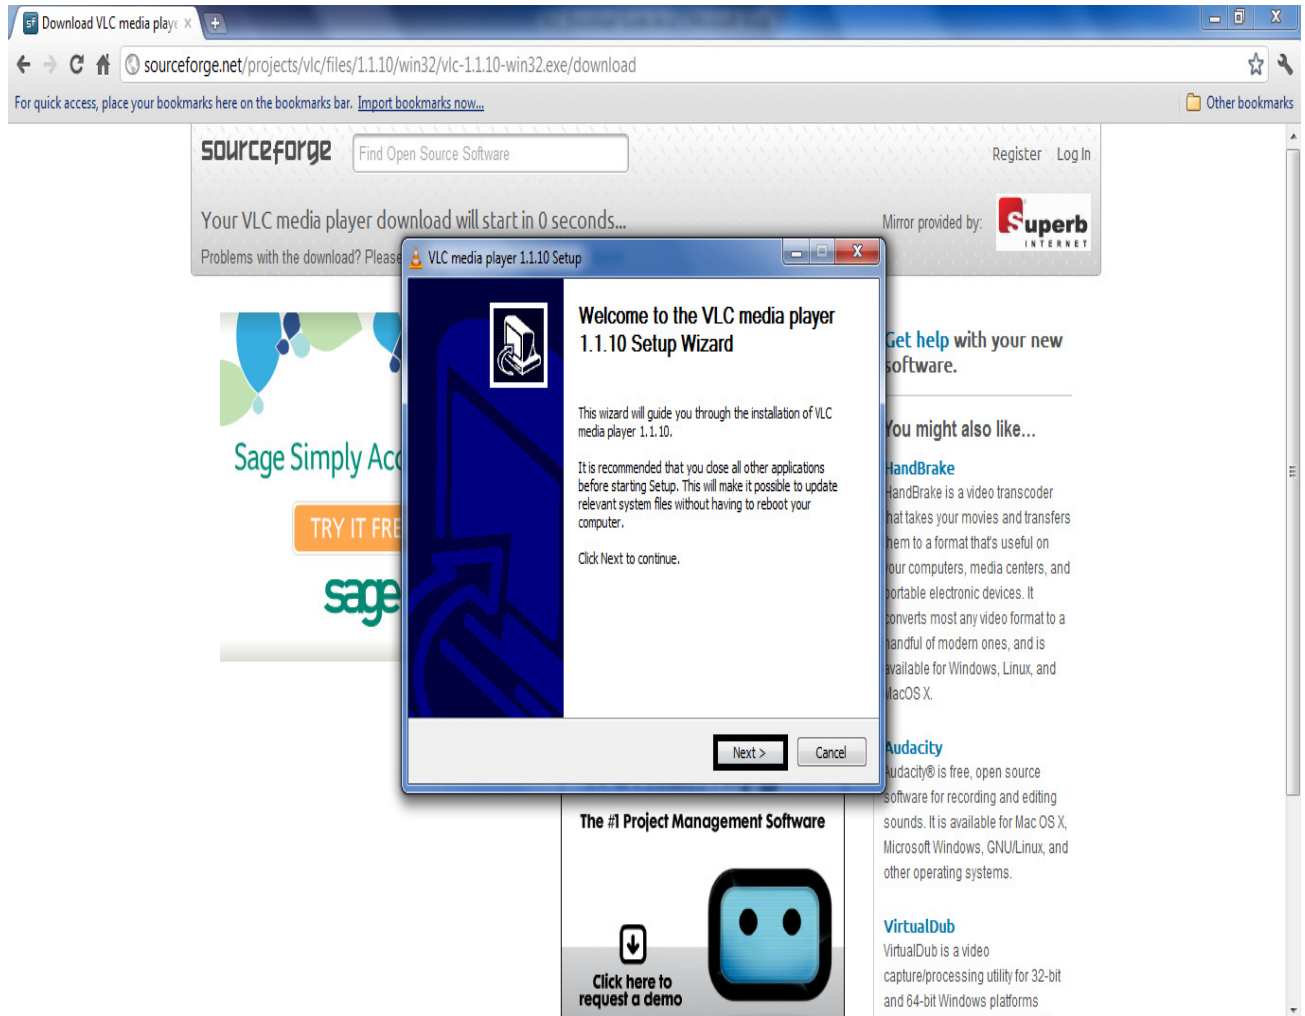 sf Download VLC media playe
sourceforge.net/projects/vlc/files/1.1.10/win32/vlc-1.1.10-win32.exe/download
For quick access, place your bookmarks here on the bookmarks bar. Import bookmarks now...
Other bookmarks
sourceforge
Find Open Source Software
Register Log In
Your VLC media player download will start in 0 seconds...
Mirror provided by:
Superb
INTERNET
Problems with the download? Please
VLC media player 1.1.10 Setup
Welcome to the VLC media player
1.1.10 Setup Wizard
This wizard will guide you through the installation of VLC
media player 1.1.10.
It is recommended that you close all other applications
before starting Setup. This will make it possible to update
relevant system files without having to reboot your
computer.
Click Next to continue.
Next >
Cancel
Sage Simply Acc
TRY IT FRE
sage
Get help with your new
software.
You might also like...
HandBrake
HandBrake is a video transcoder
that takes your movies and transfers
them to a format that's useful on
your computers, media centers, and
portable electronic devices. It
converts most any video format to a
handful of modern ones, and is
available for Windows, Linux, and
MacOS X.
Audacity
Audacity® is free, open source
software for recording and editing
sounds. It is available for Mac OS X,
Microsoft Windows, GNU/Linux, and
other operating systems.
VirtualDub
VirtualDub is a video
capture/processing utility for 32-bit
and 64-bit Windows platforms
The #1 Project Management Software
Click here to
request a demo